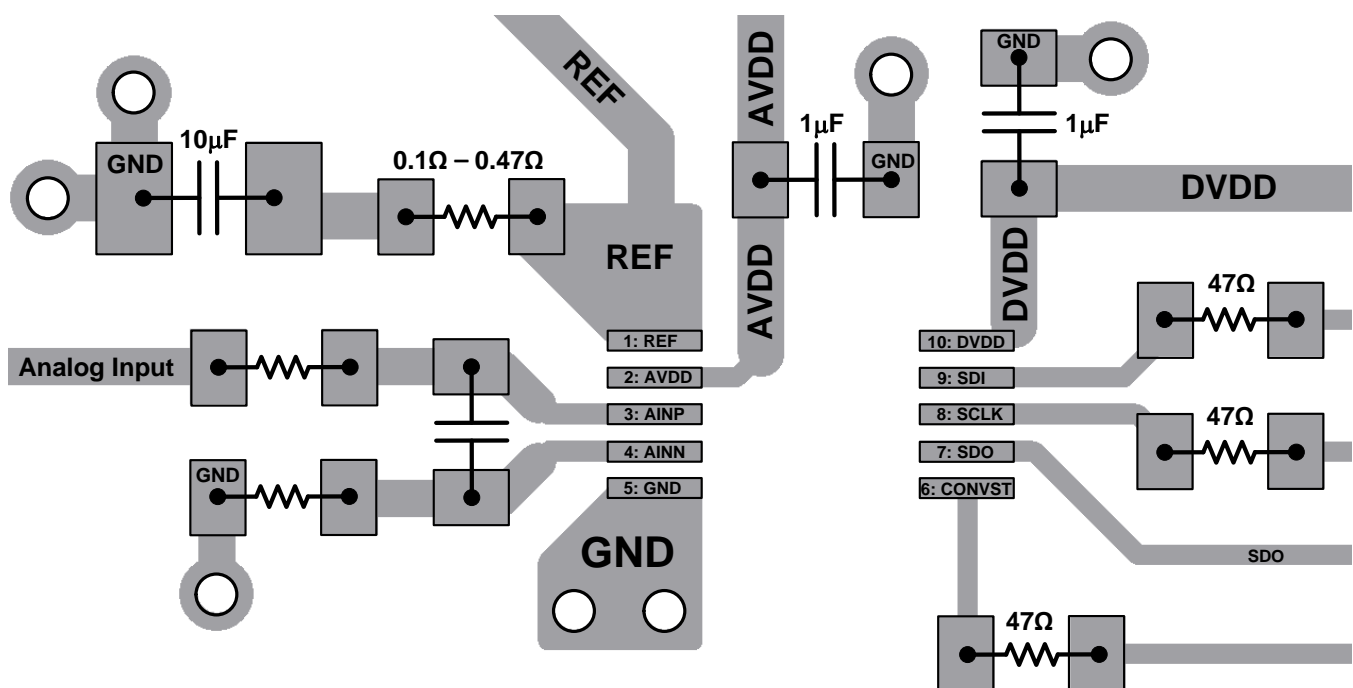 REF
AVDD
GND
1µF
GND
10µF
0.1Ω – 0.47Ω
1µF
GND
DVDD
REF
AVDD
DVDD
47Ω
1: REF
10: DVDD
Analog Input
2: AVDD
9: SDI
3: AINP
8: SCLK
47Ω
4: AINN
7: SDO
GND
5: GND
6: CONVST
GND
SDO
47Ω